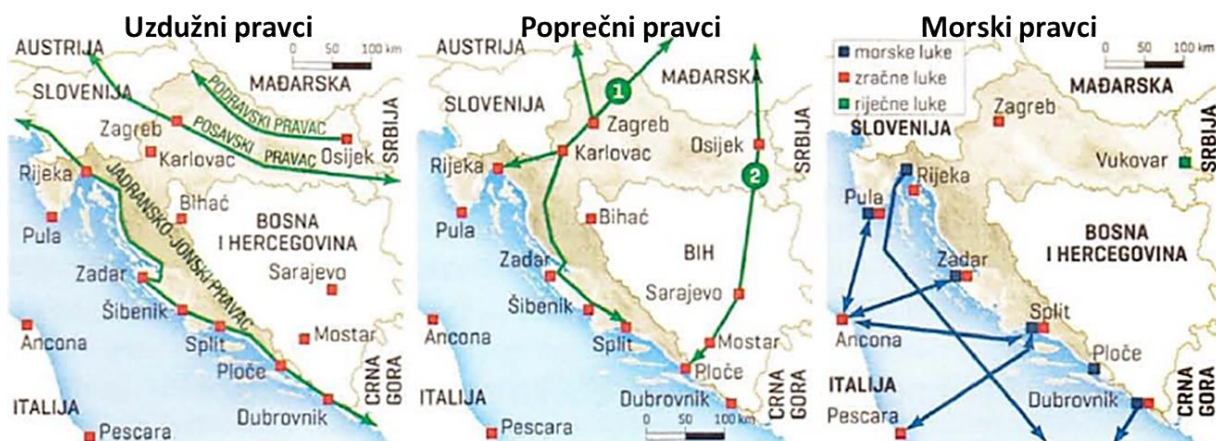 Uzdužni pravci
AUSTRIJA
0 50 100 km
MAĐARSKA
SLOVENIJA
PODRAVSKI PRAVAC
POSAVSKI PRAVAC
Zagreb
Karlovac
Osijek
SRBIJA
Rijeka
JADRANSKO-JONSKI PRAVAC
Bihać
Pula
BOSNA
I HERCEGOVINA
Zadar
Sarajevo
Šibenik
Ancona
Split
Mostar
Ploče
CRNA
GORA
ITALIJA
Dubrovnik
Pescara
Poprečni pravci
AUSTRIJA
MAĐARSKA
1
SLOVENIJA
Zagreb
Karlovac
Osijek
SRBIJA
2
Rijeka
Bihać
Pula
BIH
Zadar
Sarajevo
Šibenik
Ancona
Split
Mostar
Ploče
CRNA
GORA
ITALIJA
Dubrovnik
Pescara
0 50 100 km
Morski pravci
morske luke
zračne luke
riječne luke
0 50 100 km
MAĐARSKA
SLOVENIJA
Zagreb
SRBIJA
Vukovar
Rijeka
Pula
BOSNA
I HERCEGOVINA
Zadar
Split
Ancona
Ploče
CRNA
GORA
ITALIJA
Dubrovnik
Pescara